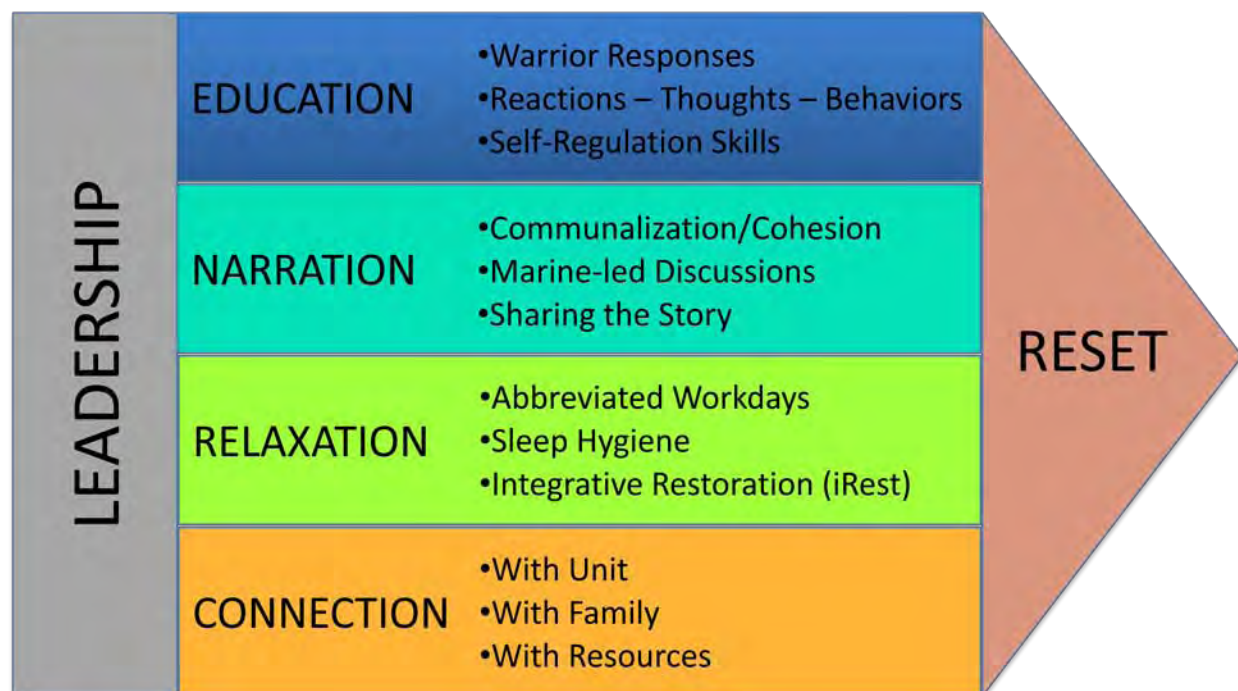 LEADERSHIP
EDUCATION
•Warrior Responses
•Reactions – Thoughts – Behaviors
•Self-Regulation Skills
NARRATION
•Communalization/Cohesion
•Marine-led Discussions
•Sharing the Story
RELAXATION
•Abbreviated Workdays
•Sleep Hygiene
•Integrative Restoration (iRest)
CONNECTION
•With Unit
•With Family
•With Resources
RESET